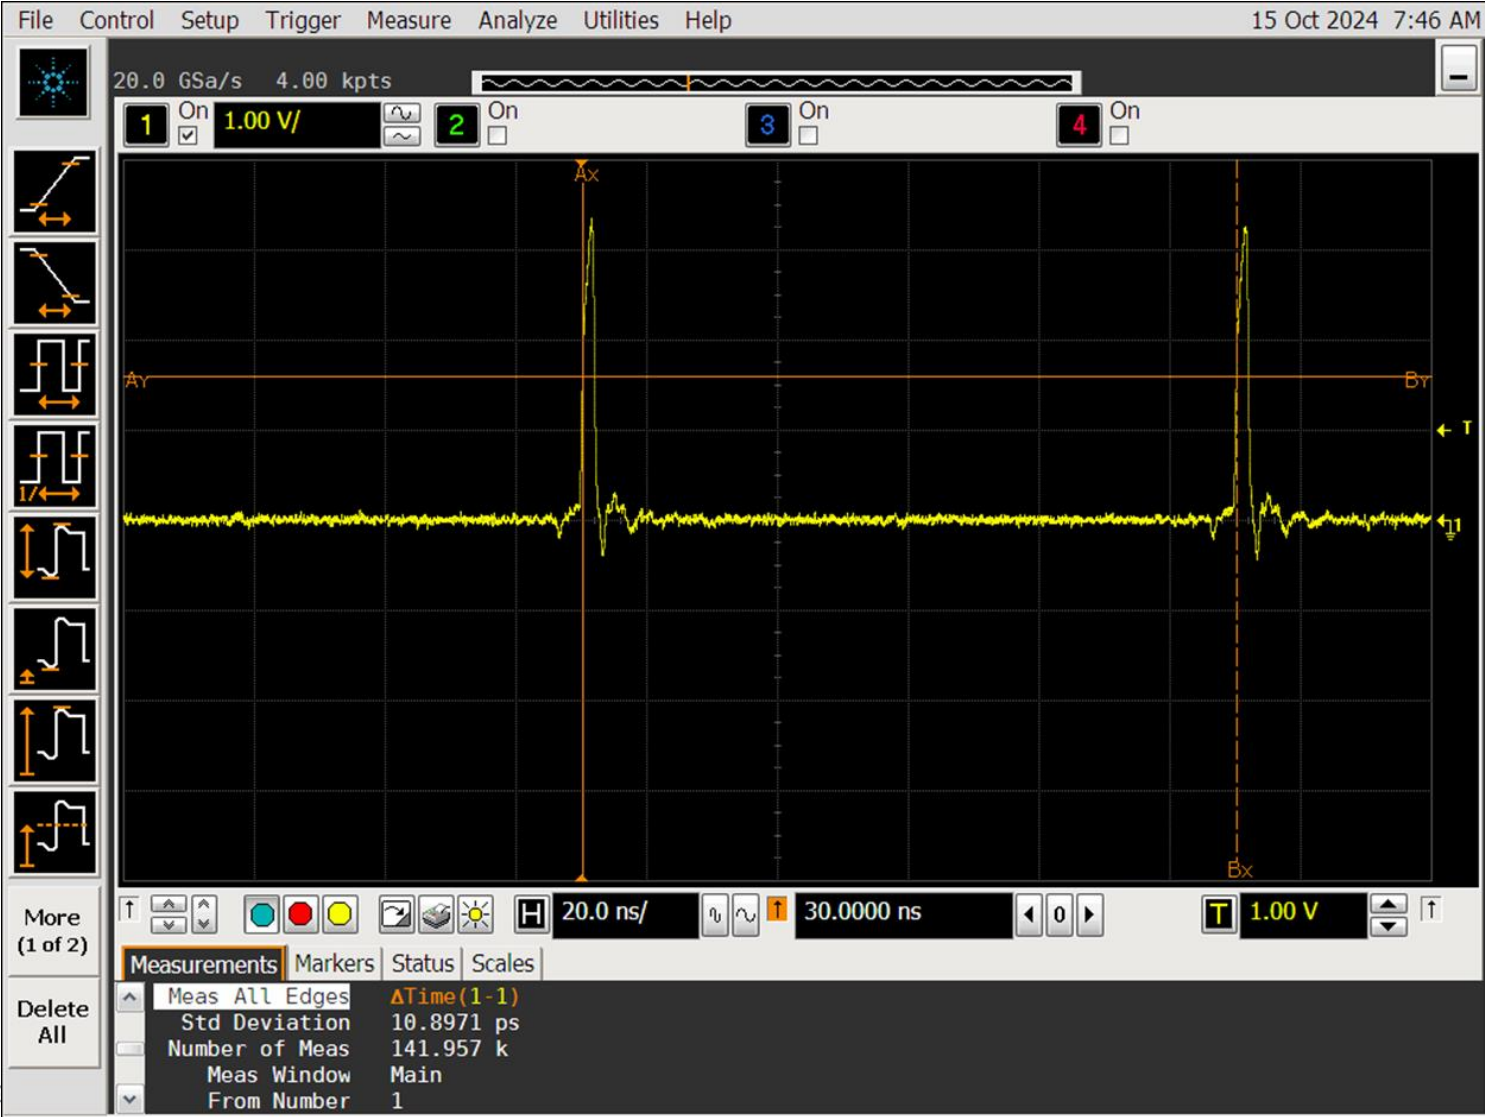 File Control Setup Trigger Measure Analyze Utilities Help 15 Oct 2024 7:46 AM
20.0 GSa/s 4.00 kpts
1 On 1.00 V/ 2 On 3 On 4 On
Ax
AY BY
T
1
Bx
1/
More
(1 of 2)
Delete
All
H 20.0 ns/ 30.0000 ns 0 T 1.00 V
Measurements Markers Status Scales
Meas All Edges ΔTime(1-1)
Std Deviation 10.8971 ps
Number of Meas 141.957 k
Meas Window Main
From Number 1